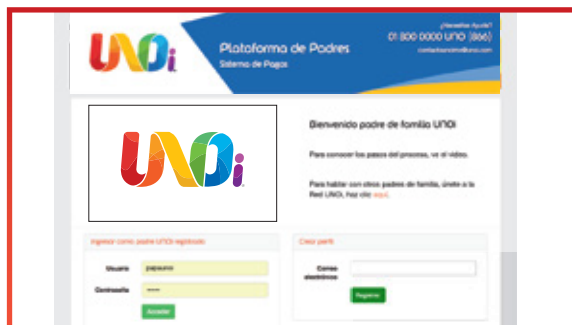 UNOi
Plataforma de Padres
Sistema de Pagos
¿Necesitas Ayuda?
01 800 0000 UNO (866)
UNOi
Bienvenido padre de familia UNOi
Para conocer los pasos del proceso, ve el video.
Para hablar con otros padres de familia, únete a la
Red UNOi, haz clic aquí.
Ingresar como padre UNOi registrado
Usuario
papauno
Contraseña
Acceder
Crear perfil
Correo
electrónico
Registro